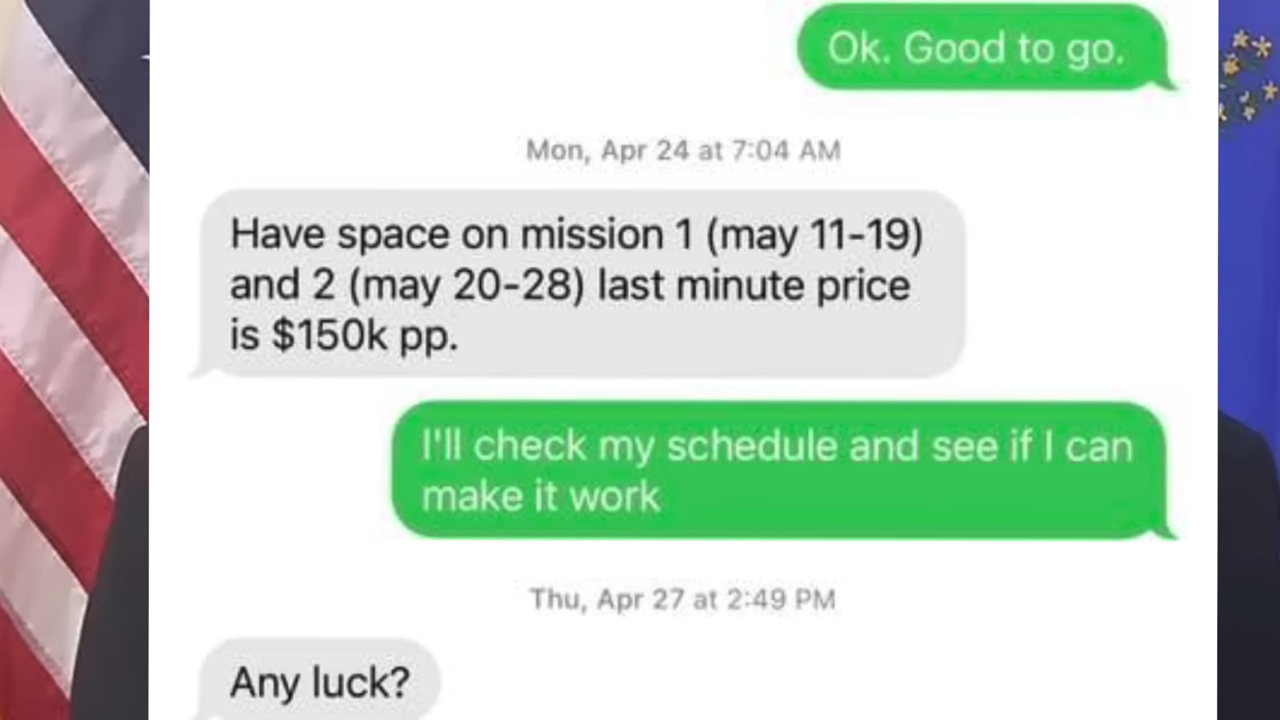 Ok. Good to go.
Mon, Apr 24 at 7:04 AM
Have space on mission 1 (may 11-19)
and 2 (may 20-28) last minute price
is $150k pp.
I'll check my schedule and see if I can
make it work
Thu, Apr 27 at 2:49 PM
Any luck?